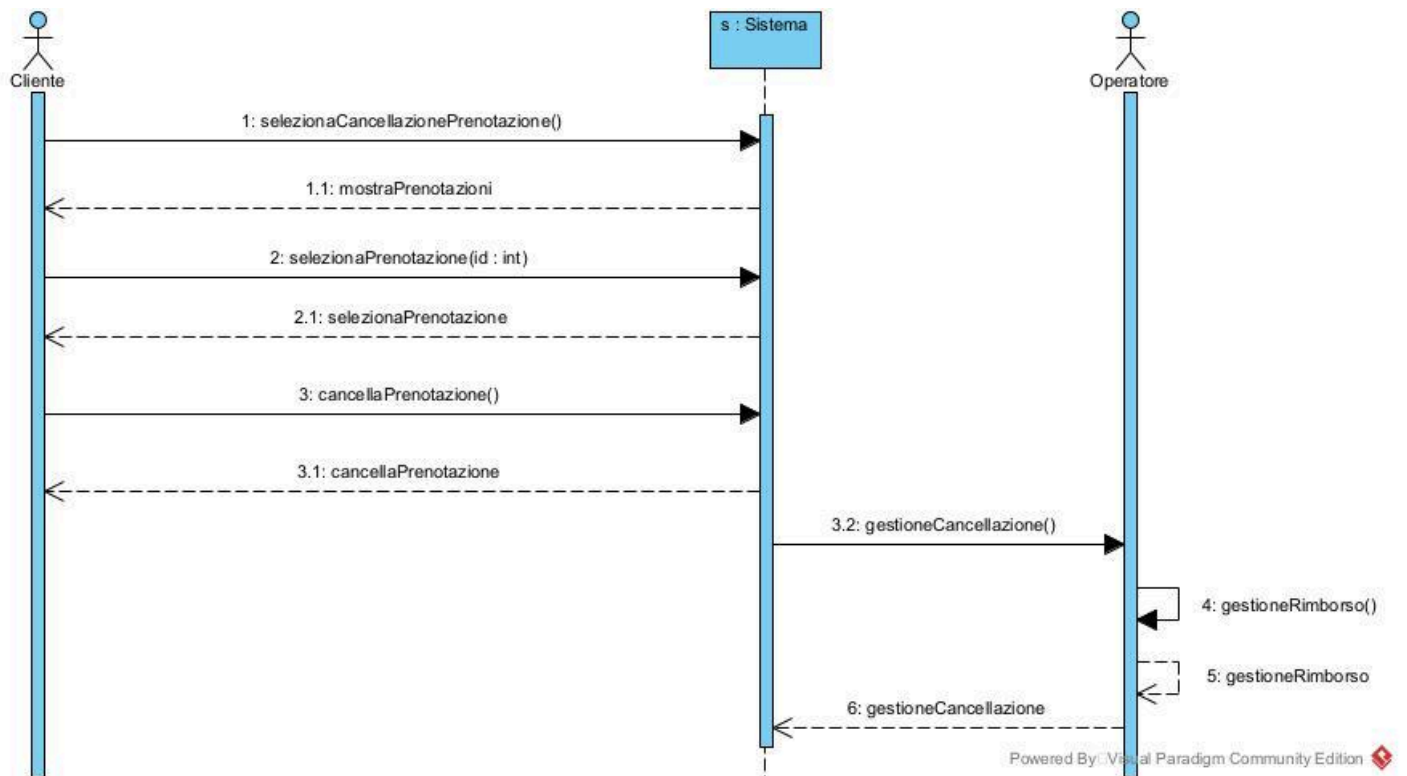 s : Sistema
Cliente
Operatore
1: selezionaCancellazionePrenotazione()
1.1: mostraPrenotazioni
2: selezionaPrenotazione(id : int)
2.1: selezionaPrenotazione
3: cancellaPrenotazione()
3.1: cancellaPrenotazione
3.2: gestioneCancellazione()
4: gestioneRimborso()
5: gestioneRimborso
6: gestioneCancellazione
Powered By Visual Paradigm Community Edition